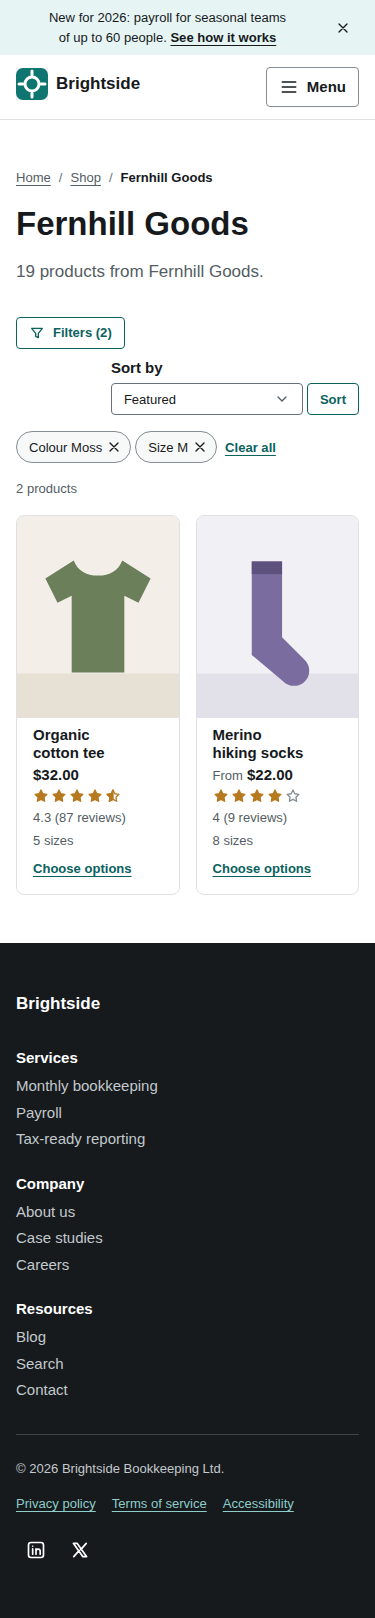 New for 2026: payroll for seasonal teams
of up to 60 people. See how it works
Brightside
Menu
Home / Shop / Fernhill Goods
Fernhill Goods
19 products from Fernhill Goods.
Filters (2)
Sort by
Featured
Sort
Colour Moss
Size M
Clear all
2 products
Organic
cotton tee
$32.00
4.3 (87 reviews)
5 sizes
Choose options
Merino
hiking socks
From $22.00
4 (9 reviews)
8 sizes
Choose options
Brightside
Services
Monthly bookkeeping
Payroll
Tax-ready reporting
Company
About us
Case studies
Careers
Resources
Blog
Search
Contact
© 2026 Brightside Bookkeeping Ltd.
Privacy policy Terms of service Accessibility